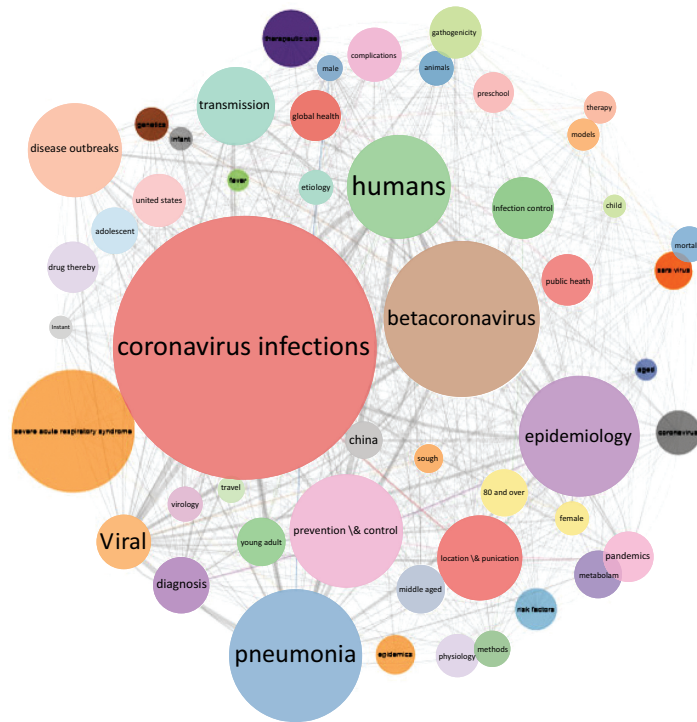 therapeutic use
gathogenicity
complications
male
animals
preschool
transmission
therapy
global health
models
genetics
infant
disease outbreaks
fever
etiology
humans
united states
Infection control
child
adolescent
mortal
drug thereby
sars virus
public heath
betacoronavirus
instant
coronavirus infections
aged
severe acute respiratory syndrome
china
epidemiology
coronavirus
sough
travel
80 and over
virology
female
prevention \& control
Viral
young adult
location \& punication
pandemics
diagnosis
metabolam
middle aged
risk factors
pneumonia
epidemica
physiology
methods